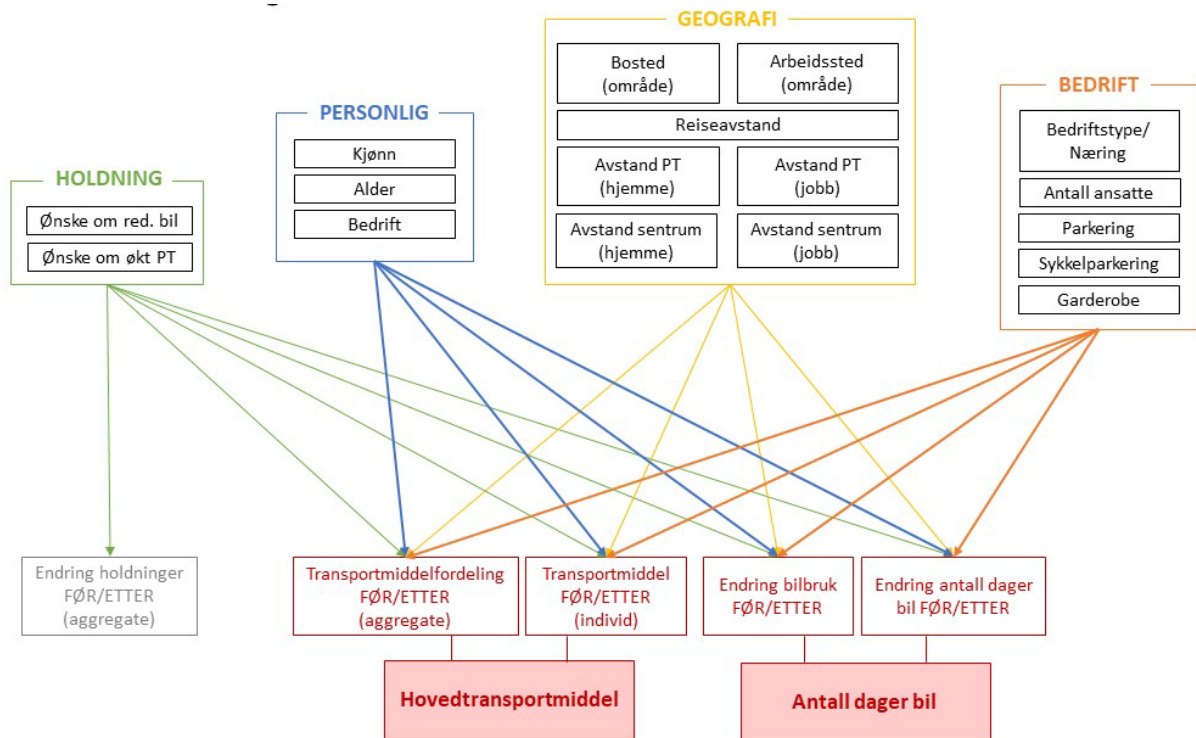 GEOGRAFI
Bosted
(område)
Arbeidssted
(område)
Reiseavstand
Avstand PT
(hjemme)
Avstand PT
(jobb)
Avstand sentrum
(hjemme)
Avstand sentrum
(jobb)
BEDRIFT
Bedriftstype/
Næring
Antall ansatte
Parkering
Sykkelparkering
Garderobe
PERSONLIG
Kjønn
Alder
Bedrift
HOLDNING
Ønske om red. bil
Ønske om økt PT
Endring holdninger
FØR/ETTER
(aggregate)
Transportmiddelfordeling
FØR/ETTER
(aggregate)
Transportmiddel
FØR/ETTER
(individ)
Endring bilbruk
FØR/ETTER
Endring antall dager
bil FØR/ETTER
Hovedtransportmiddel
Antall dager bil